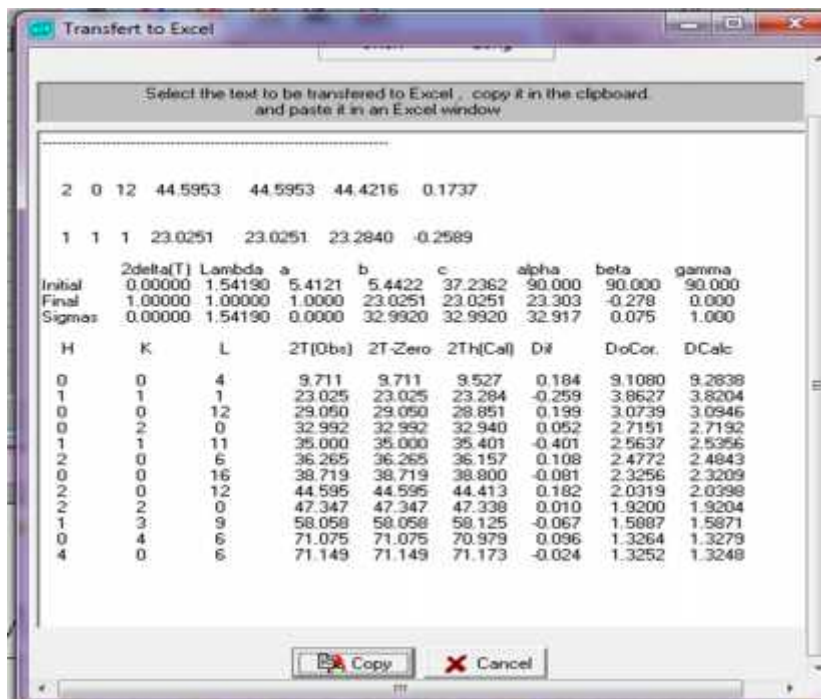 Transfert to Excel
Select the text to be transfered to Excel , copy it in the clipboard.
and paste it in an Excel window
2 0 12 44.5953 44.5953 44.4216 0.1737
1 1 1 23.0251 23.0251 23.2840 -0.2589
2delta(T) Lambda a b c alpha beta gamma
Initial 0.00000 1.54190 5.4121 5.4422 37.2362 90.000 90.000 90.000
Final 1.00000 1.00000 1.0000 23.0251 23.0251 23.303 -0.278 0.000
Sigmas 0.00000 1.54190 0.0000 32.9920 32.9920 32.917 0.075 1.000
H K L 2T(Obs) 2T-Zero 2Th(Cal) Dif DoCor. DCalc
0 0 4 9.711 9.711 9.527 0.184 9.1080 9.2838
1 1 1 23.025 23.025 23.284 -0.259 3.8627 3.8204
0 0 12 29.050 29.050 28.851 0.199 3.0739 3.0946
0 2 0 32.992 32.992 32.940 0.052 2.7151 2.7192
1 1 11 35.000 35.000 35.401 -0.401 2.5637 2.5356
2 0 6 36.265 36.265 36.157 0.108 2.4772 2.4843
0 0 16 38.719 38.719 38.800 -0.081 2.3256 2.3209
2 0 12 44.595 44.595 44.413 0.182 2.0319 2.0398
2 2 0 47.347 47.347 47.338 0.010 1.9200 1.9204
1 3 9 58.058 58.058 58.125 -0.067 1.5887 1.5871
0 4 6 71.075 71.075 70.979 0.096 1.3264 1.3279
4 0 6 71.149 71.149 71.173 -0.024 1.3252 1.3248
Copy Cancel